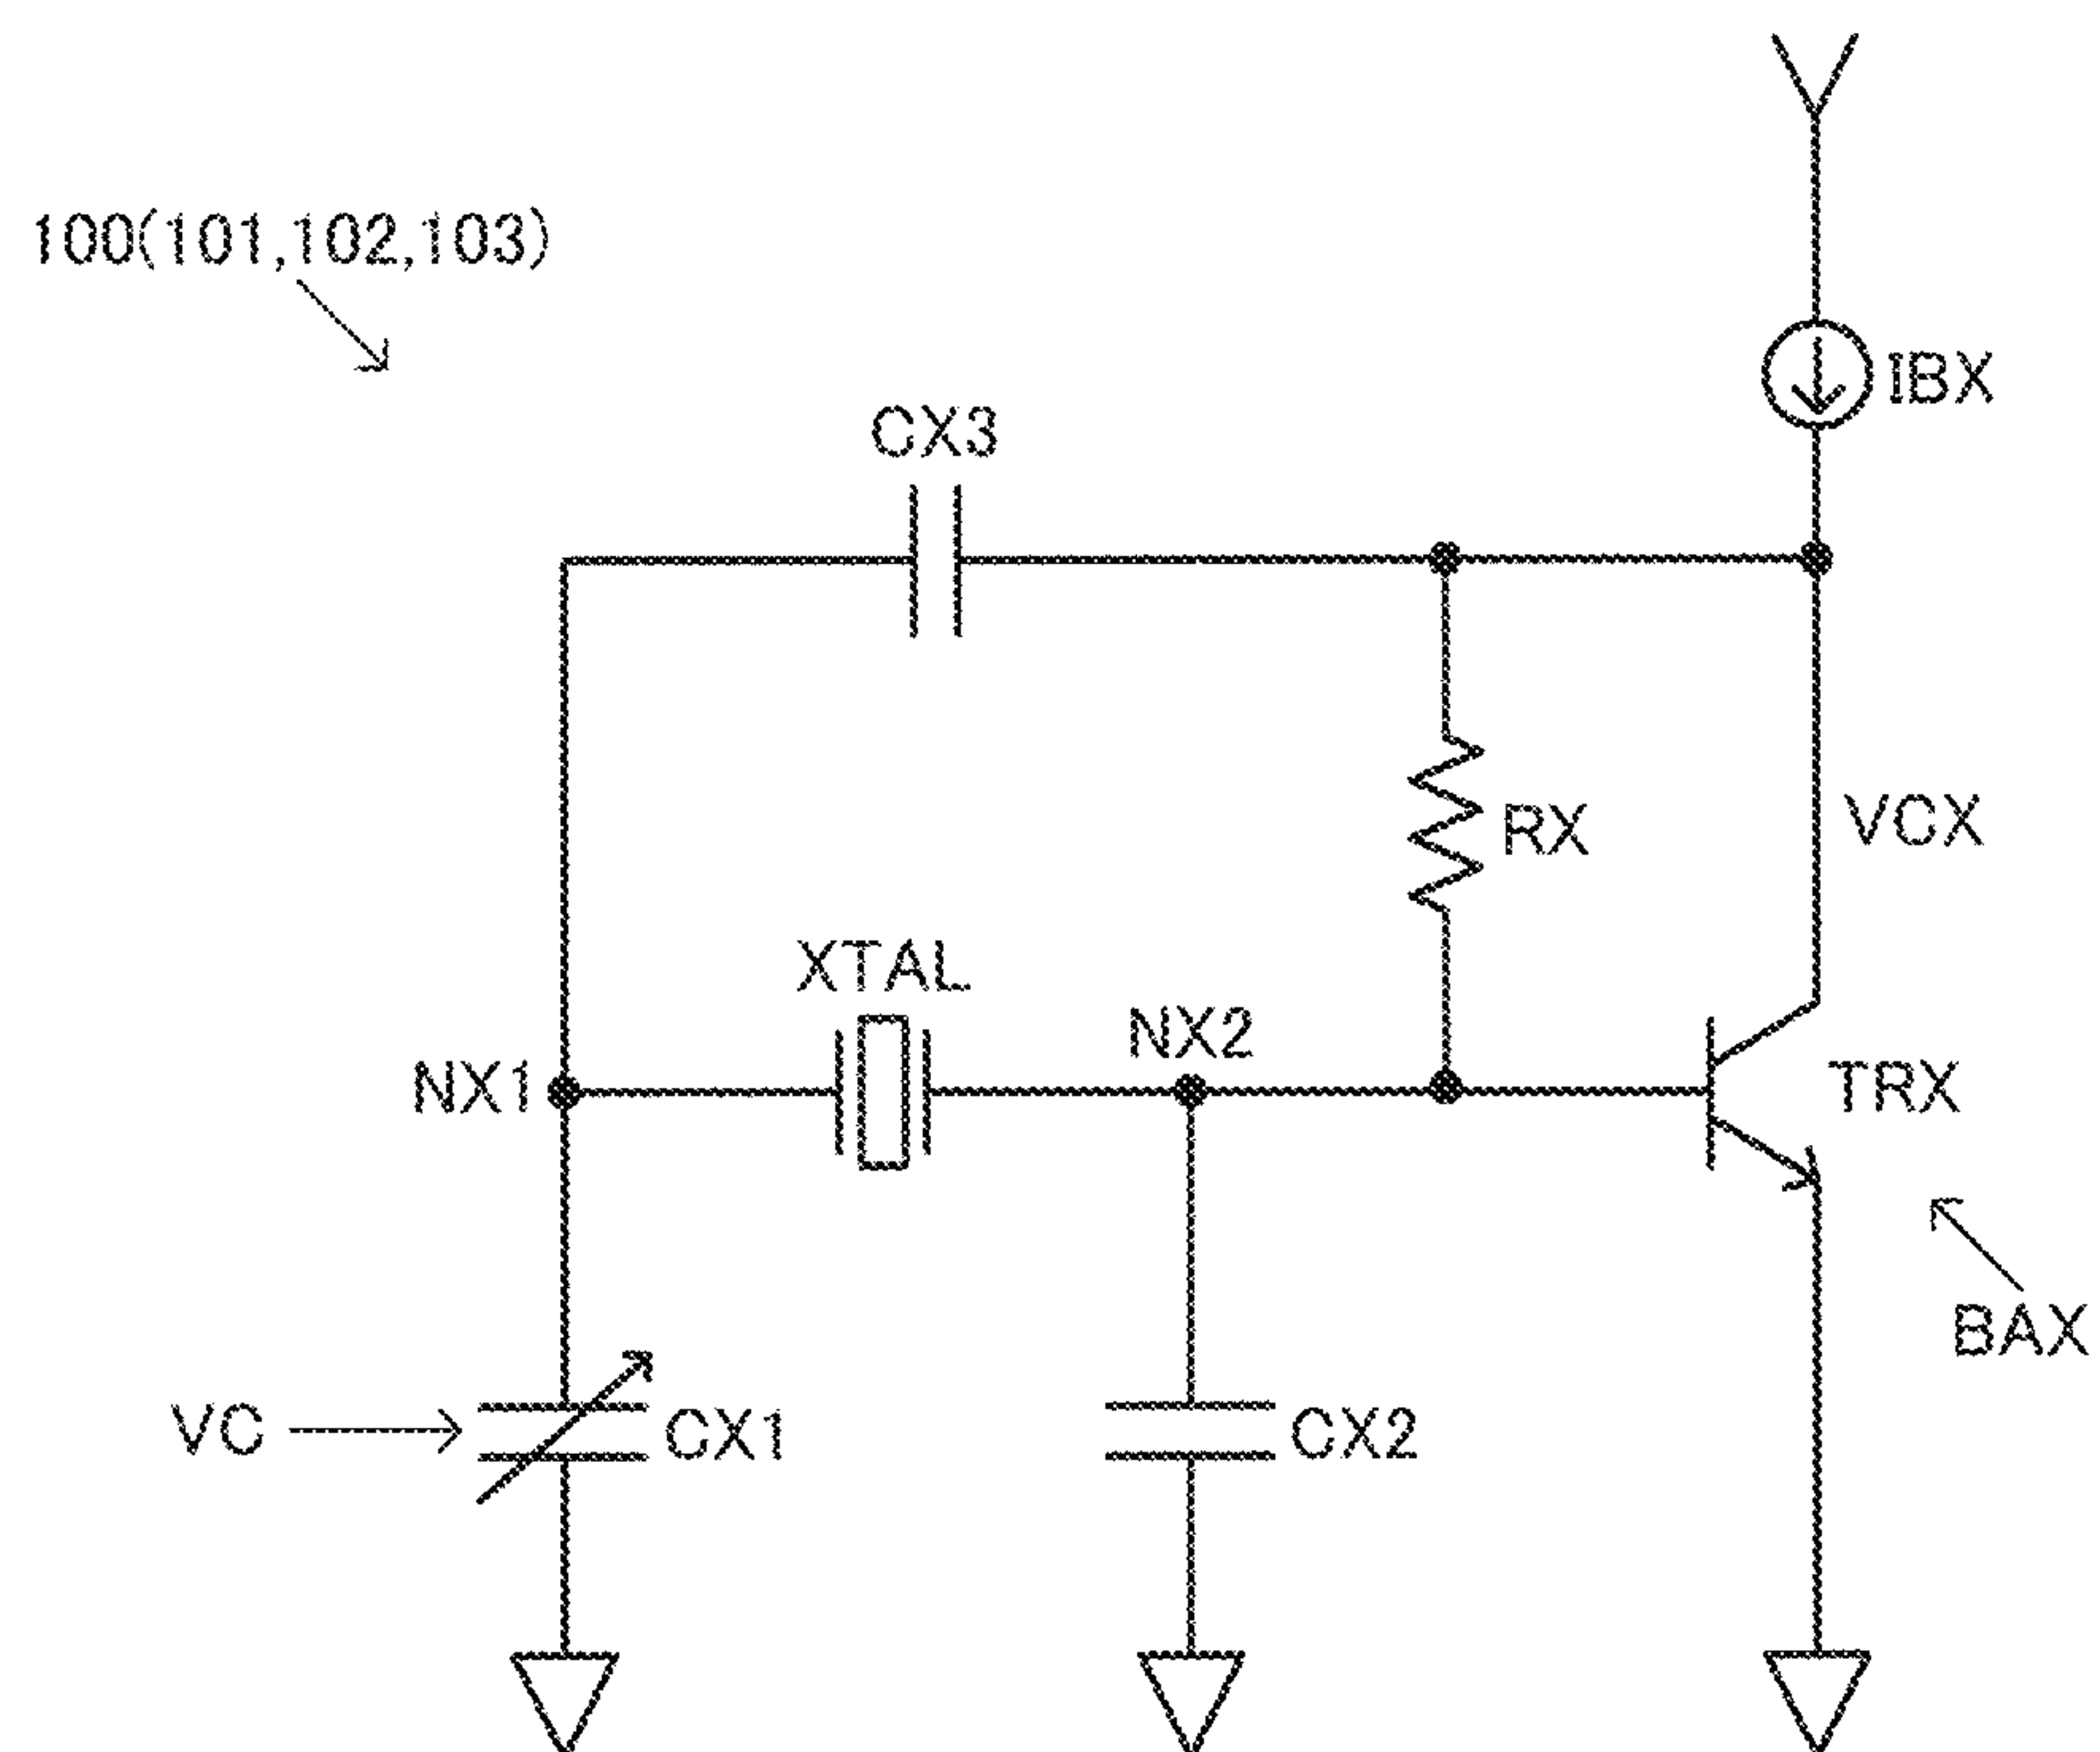 100(101,102,103)
IBX
CX3
RX
VCX
XTAL
NX1
NX2
TRX
BAX
VC
CX1
CX2